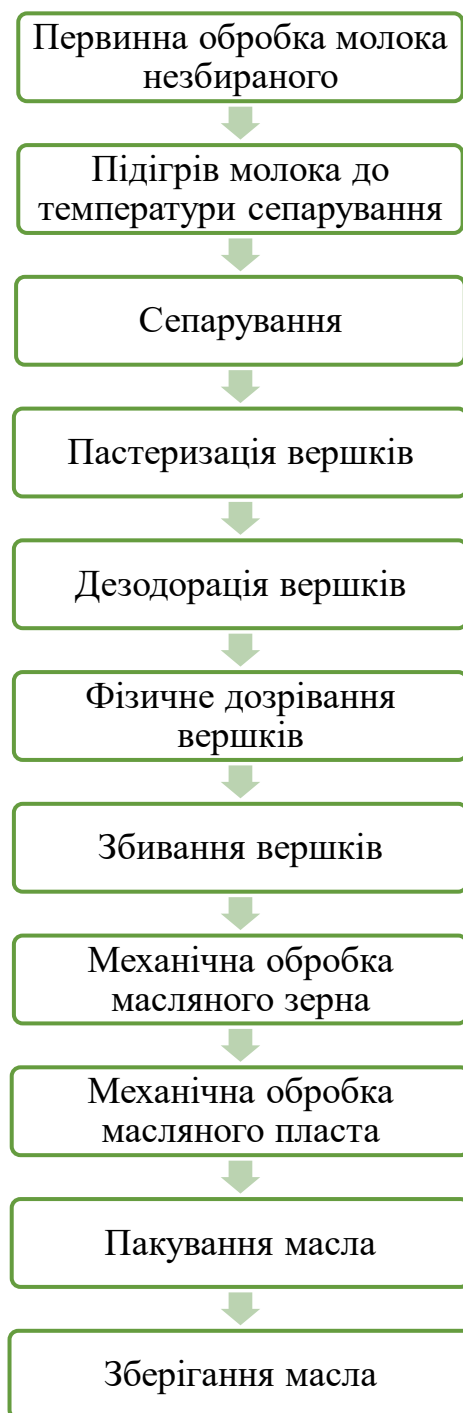 Первинна обробка молока
незбираного
Підігрів молока до
температури сепарування
Сепарування
Пастеризація вершків
Дезодорація вершків
Фізичне дозрівання
вершків
Збивання вершків
Механічна обробка
масляного зерна
Механічна обробка
масляного пласта
Пакування масла
Зберігання масла